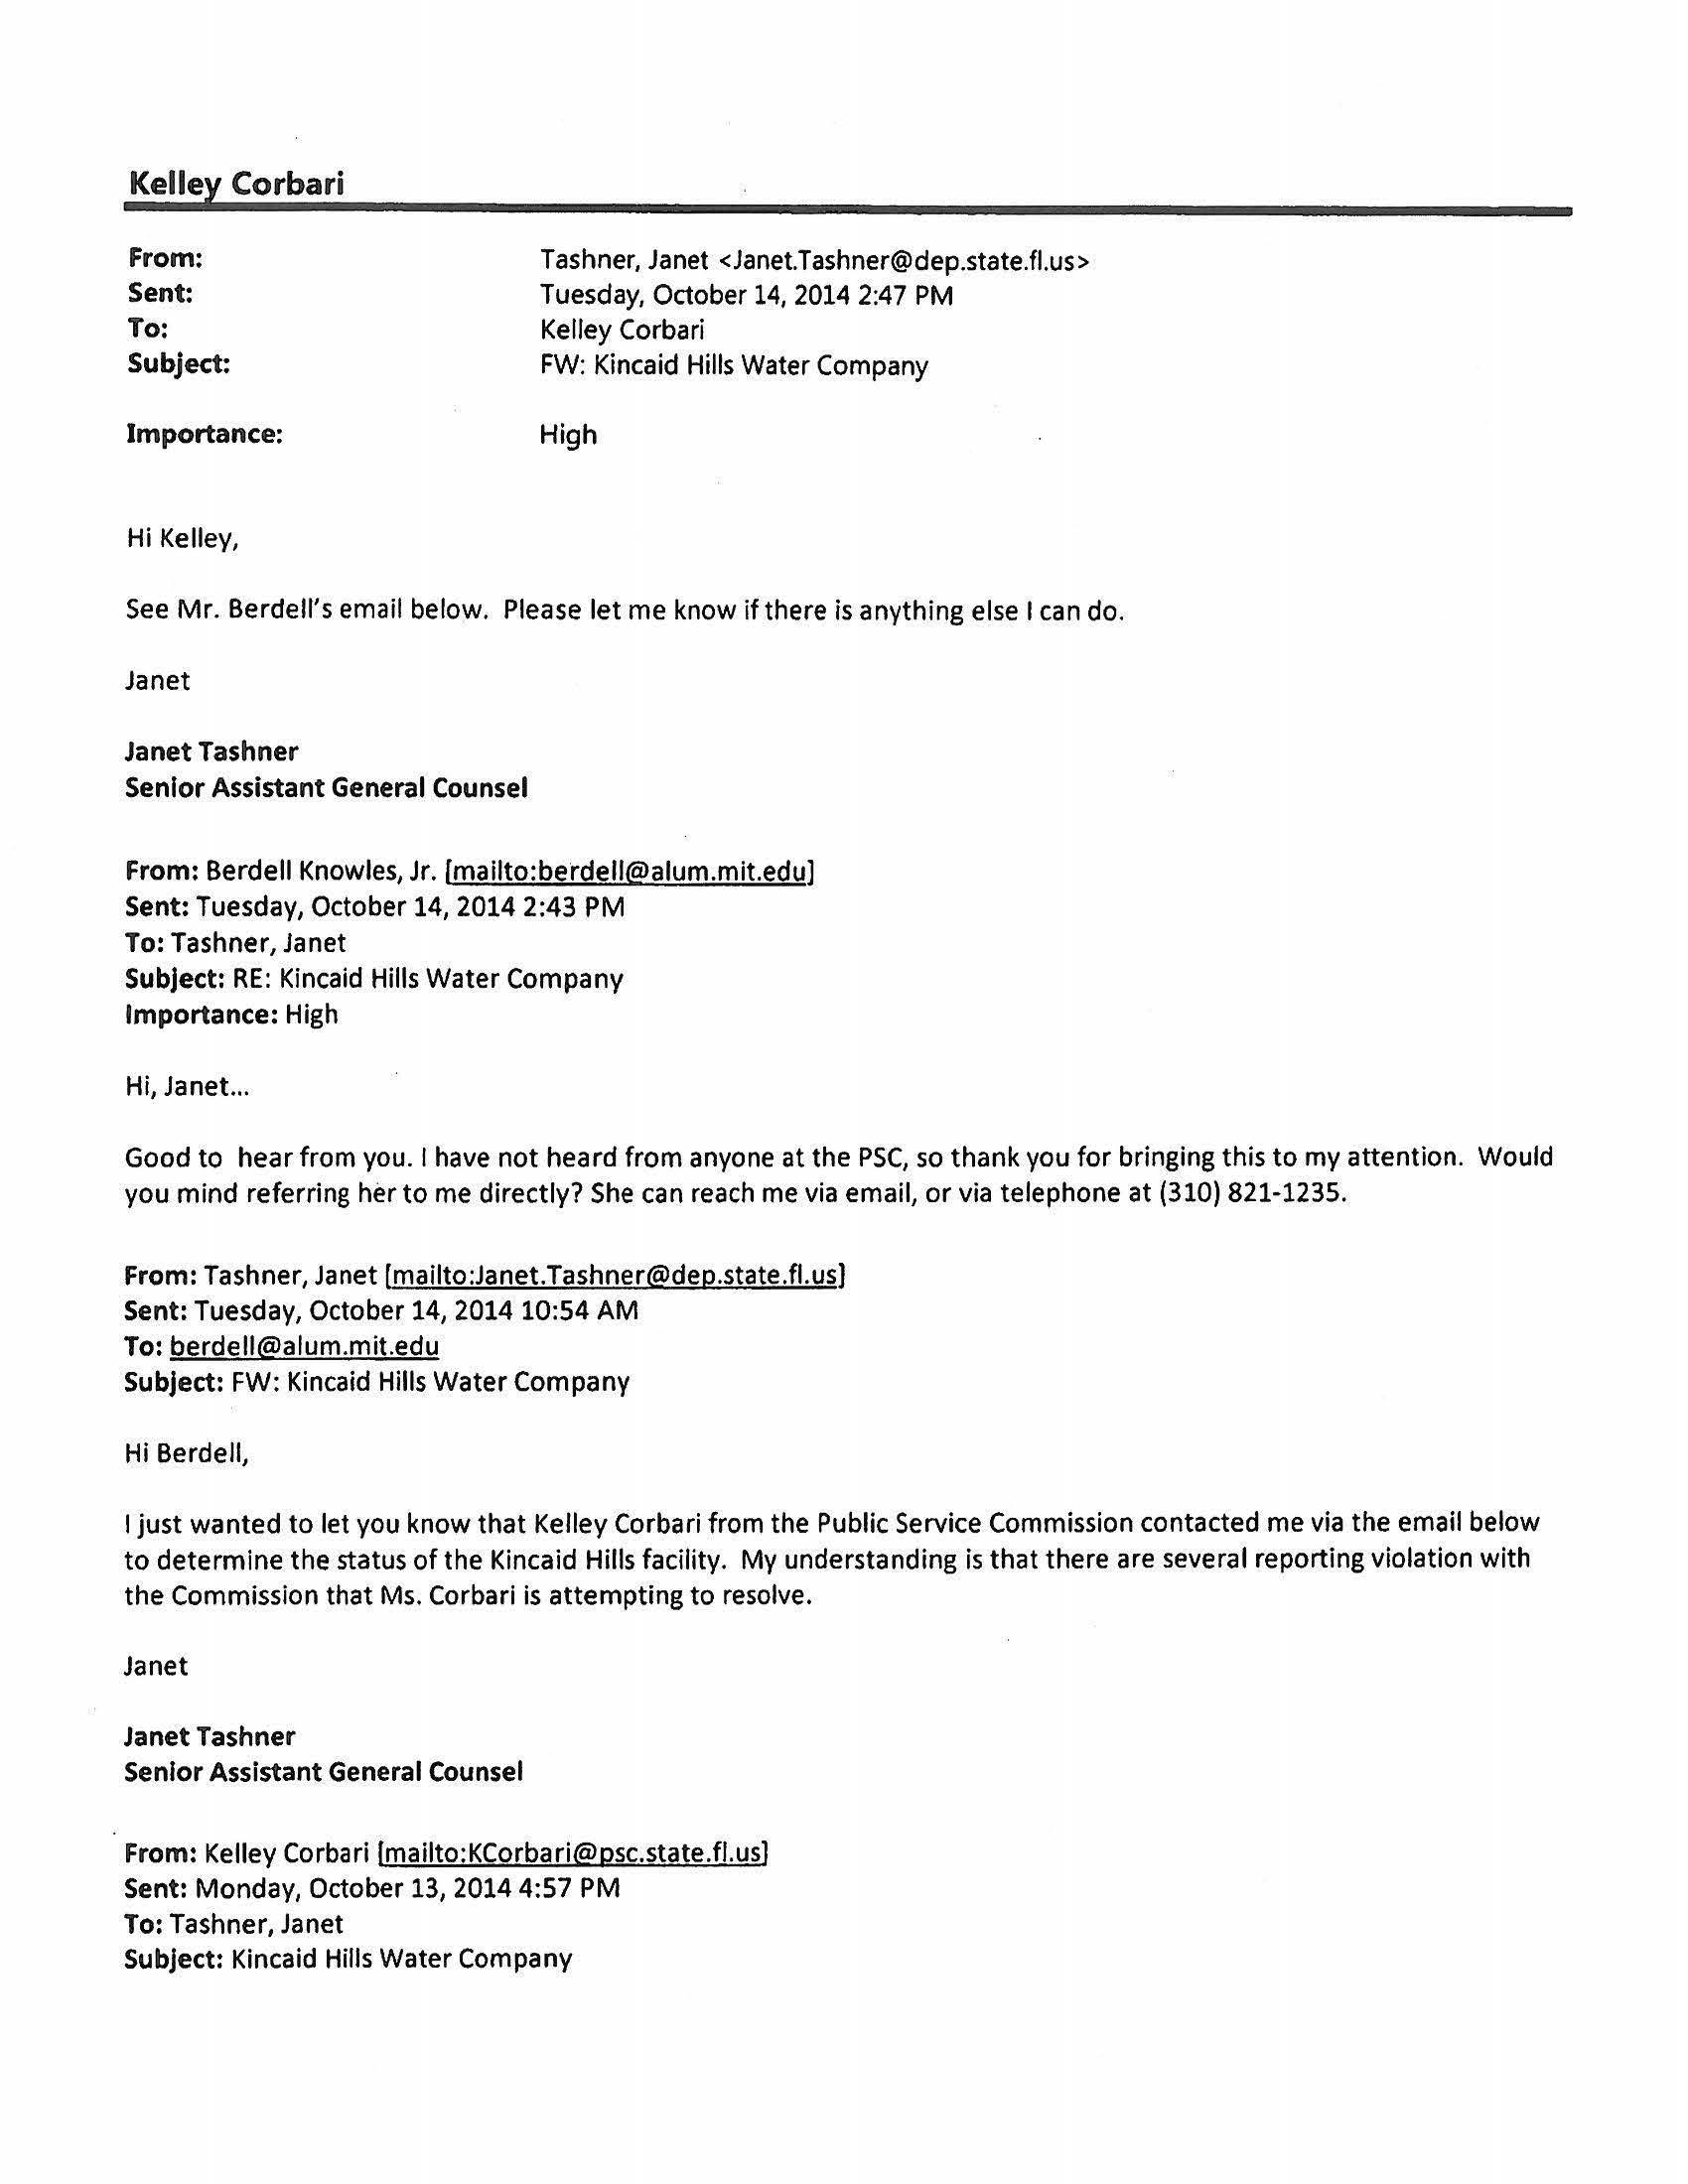 Kelley Corbari
From: Tashner, Janet <Janet.Tashner@dep.state.fl.us>
Sent: Tuesday, October 14, 2014 2:47 PM
To: Kelley Corbari
Subject: FW: Kincaid Hills Water Company
Importance: High
Hi Kelley,
See Mr. Berdell's email below. Please let me know if there is anything else I can do.
Janet
Janet Tashner
Senior Assistant General Counsel
From: Berdell Knowles, Jr. [mailto:berdell@alum.mit.edu]
Sent: Tuesday, October 14, 2014 2:43 PM
To: Tashner, Janet
Subject: RE: Kincaid Hills Water Company
Importance: High
Hi, Janet...
Good to hear from you. I have not heard from anyone at the PSC, so thank you for bringing this to my attention. Would
you mind referring her to me directly? She can reach me via email, or via telephone at (310) 821-1235.
From: Tashner, Janet [mailto:Janet.Tashner@dep.state.fl.us]
Sent: Tuesday, October 14, 2014 10:54 AM
To: berdell@alum.mit.edu
Subject: FW: Kincaid Hills Water Company
Hi Berdell,
I just wanted to let you know that Kelley Corbari from the Public Service Commission contacted me via the email below
to determine the status of the Kincaid Hills facility. My understanding is that there are several reporting violation with
the Commission that Ms. Corbari is attempting to resolve.
Janet
Janet Tashner
Senior Assistant General Counsel
From: Kelley Corbari [mailto:KCorbari@psc.state.fl.us]
Sent: Monday, October 13, 2014 4:57 PM
To: Tashner, Janet
Subject: Kincaid Hills Water Company